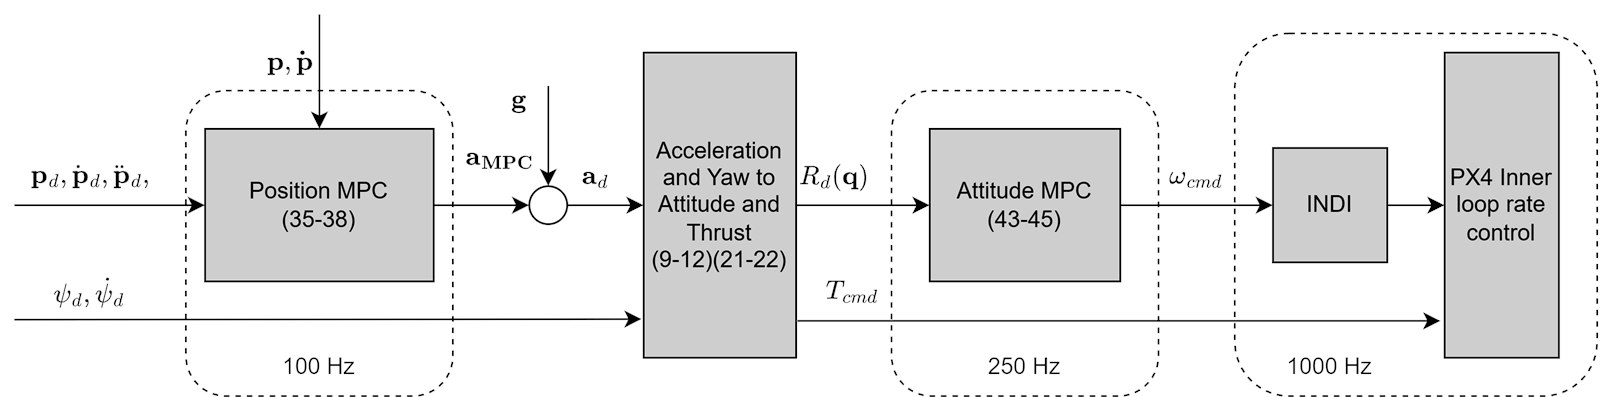 𝐩, 𝐩̇
𝐩_d, 𝐩̇_d, 𝐩̈_d,
Position MPC
(35-38)
𝐚_MPC
𝐠
𝐚_d
ψ_d, ψ̇_d
100 Hz
Acceleration
and Yaw to
Attitude and
Thrust
(9-12)(21-22)
R_d(𝐪)
T_cmd
Attitude MPC
(43-45)
250 Hz
ω_cmd
INDI
PX4 Inner
loop rate
control
1000 Hz